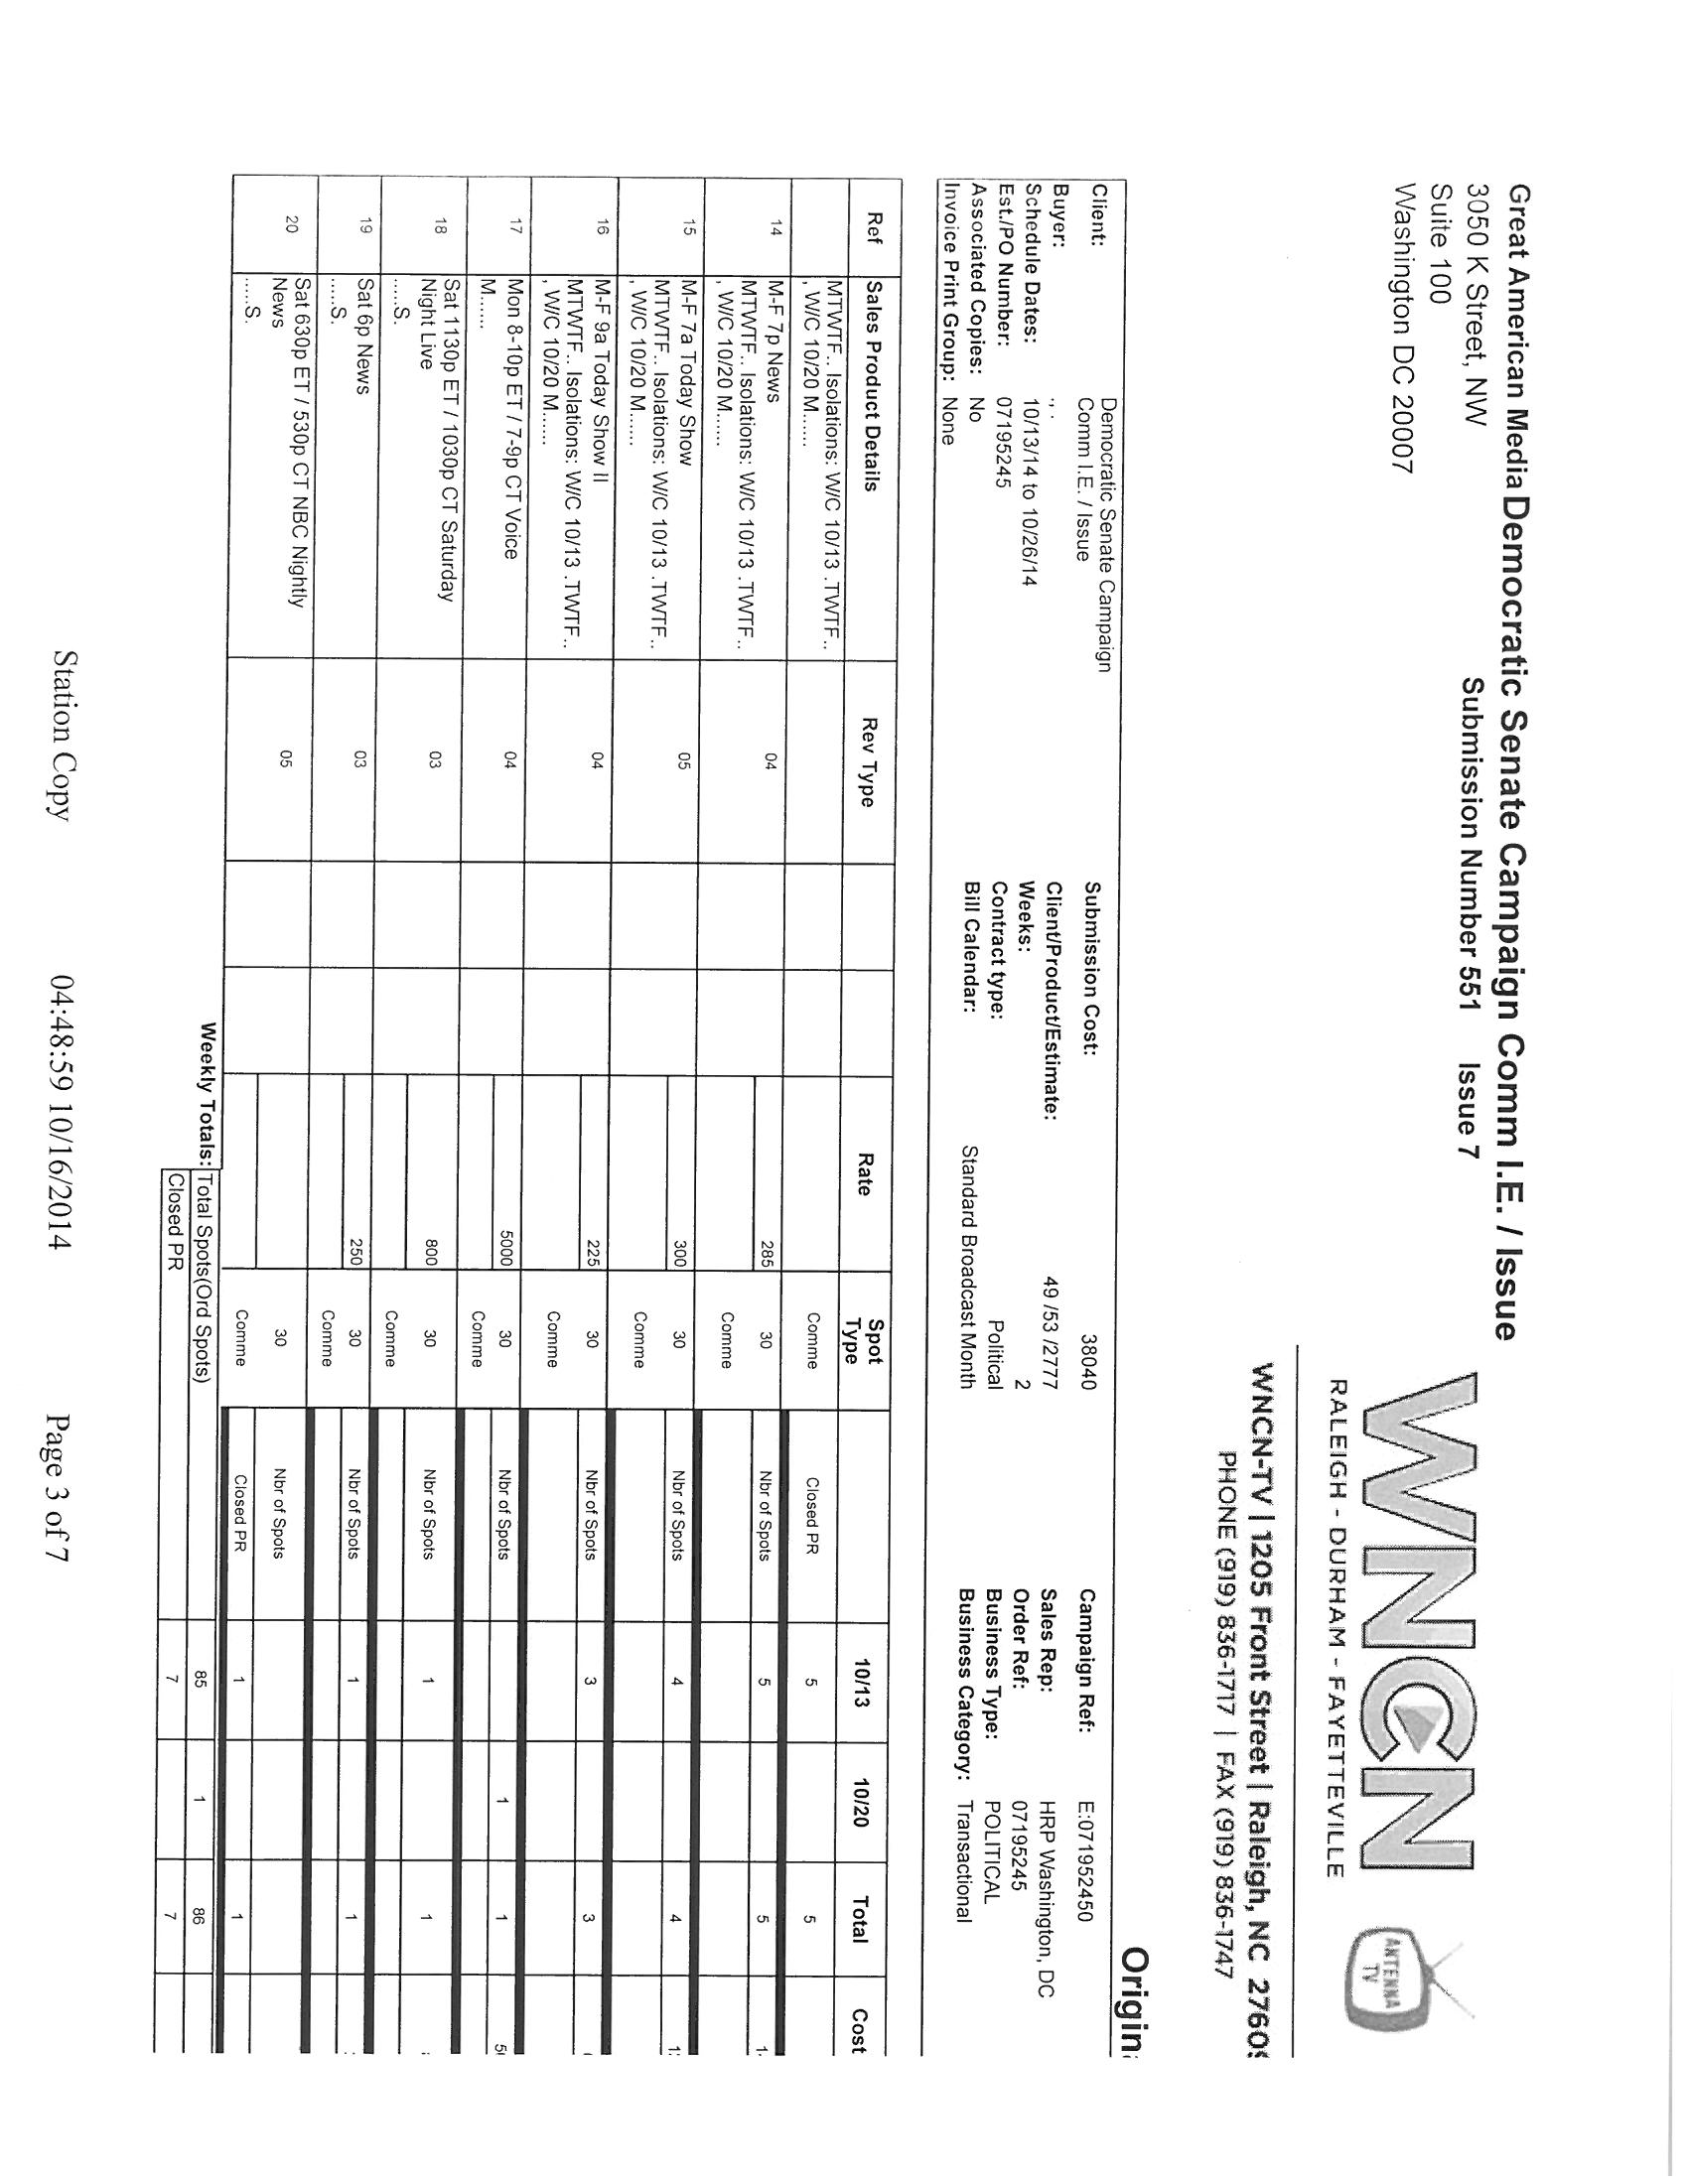 Great American Media Democratic Senate Campaign Comm I.E. / Issue
3050 K Street, NW
Submission Number 551 Issue 7
Suite 100
Washington DC 20007
WNCN
RALEIGH - DURHAM - FAYETTEVILLE
ANTENNA
TV
WNCN-TV | 1205 Front Street | Raleigh, NC
PHONE (919) 836-1717 | FAX (919) 836-1747
Client: Democratic Senate Campaign Comm I.E. / Issue
Submission Cost: 38040
Campaign Ref: E:071952450
Buyer: , .
Client/Product/Estimate: 49 /53 /2777
Sales Rep: HRP Washington, DC
Schedule Dates: 10/13/14 to 10/26/14
Weeks: 2
Order Ref: 07195245
Est./PO Number: 07195245
Contract type: Political
Business Type: POLITICAL
Associated Copies: No
Bill Calendar: Standard Broadcast Month
Business Category: Transactional
Invoice Print Group: None
Ref Sales Product Details Rev Type Rate Spot Type 10/13 10/20 Total Cost
MTWTF.. Isolations: W/C 10/13 .TWTF..
, W/C 10/20 M...... Comme Closed PR 5 5
14 M-F 7p News 04 285 30 Nbr of Spots 5 5
MTWTF.. Isolations: W/C 10/13 .TWTF..
, W/C 10/20 M...... Comme
15 M-F 7a Today Show 05 300 30 Nbr of Spots 4 4
MTWTF.. Isolations: W/C 10/13 .TWTF..
, W/C 10/20 M...... Comme
16 M-F 9a Today Show II 04 225 30 Nbr of Spots 3 3
MTWTF.. Isolations: W/C 10/13 .TWTF..
, W/C 10/20 M...... Comme
17 Mon 8-10p ET / 7-9p CT Voice 04 5000 30 Nbr of Spots 1 1
M...... Comme
18 Sat 1130p ET / 1030p CT Saturday
Night Live 03 800 30 Nbr of Spots 1 1
.....S. Comme
19 Sat 6p News 03 250 30 Nbr of Spots 1 1
.....S. Comme
20 Sat 630p ET / 530p CT NBC Nightly
News 05 30 Nbr of Spots
.....S. Comme Closed PR 1 1
Weekly Totals: Total Spots(Ord Spots) 85 1 86
Closed PR 7 7
Station Copy 04:48:59 10/16/2014 Page 3 of 7